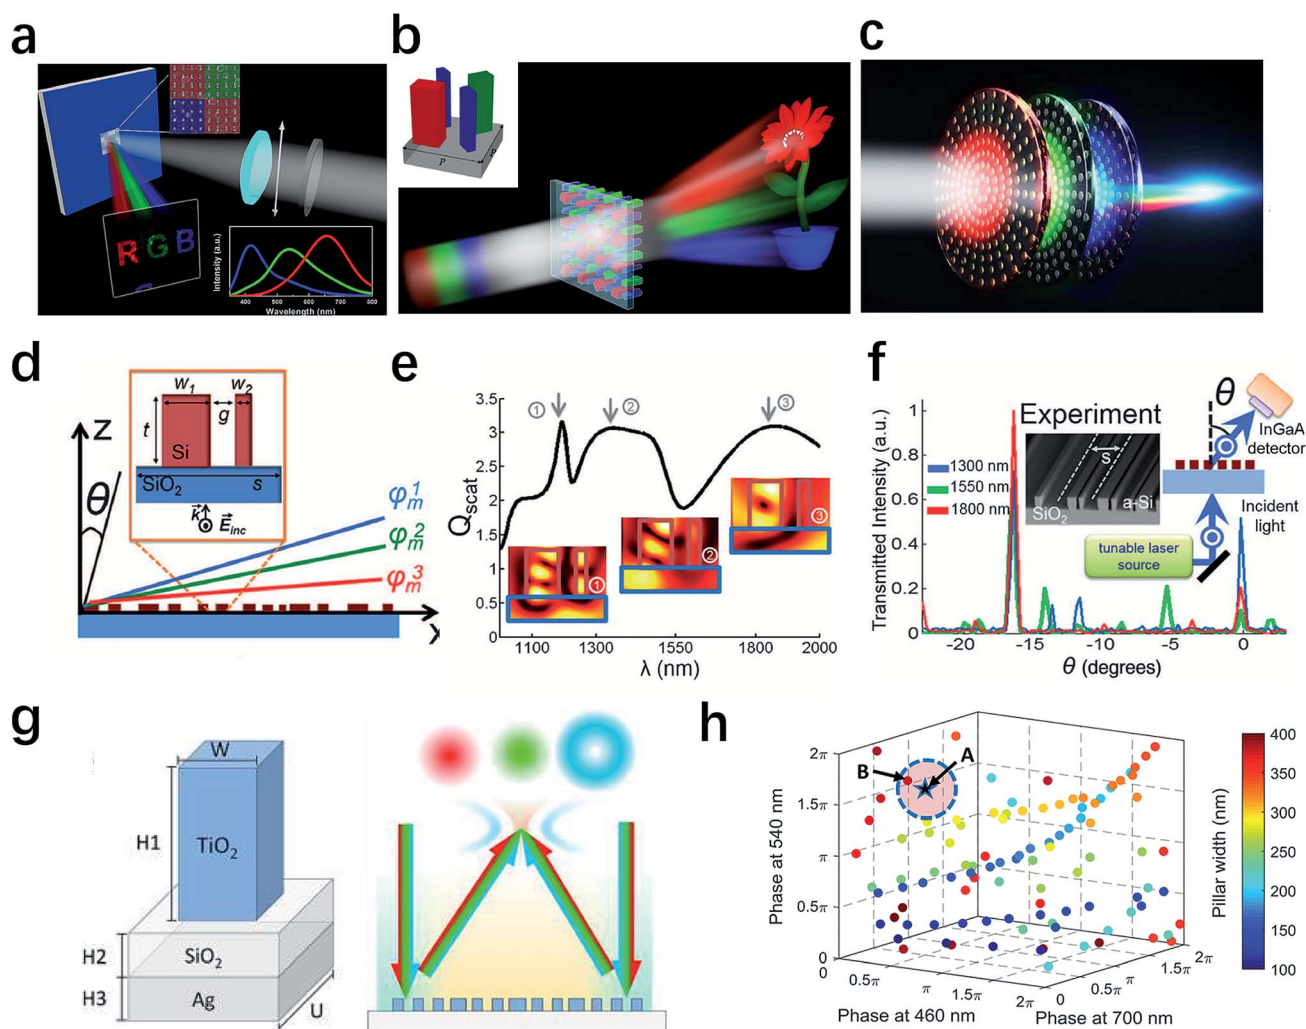 a
b
c
R G B
Intensity (a.u.)
400 500 600 700 800
Wavelength (nm)
P
P
d
e
f
W1 W2
g
t
Si
SiO2 s
k Einc
Z
θ
φm1
φm2
φm3
X
Qscat
3.5
3
2.5
2
1.5
1
0.5
0
1
2
3
1
2
3
1100 1300 1550 1800 2000
λ (nm)
Transmitted Intensity (a.u.)
1
0.8
0.6
0.4
0.2
0
Experiment
1300 nm
1550 nm
1800 nm
S
SiO2
a-Si
θ
InGaA
detector
Incident
light
tunable laser
source
-20 -15 -10 -5 0
θ (degrees)
g
h
W
H1
TiO2
H2
SiO2
H3
Ag
U
Phase at 540 nm
2π
1.5π
π
0.5π
0
B
A
0
0.5π
π
1.5π
2π
Phase at 460 nm
0
0.5π
π
1.5π
2π
Phase at 700 nm
Pillar width (nm)
400
350
300
250
200
150
100